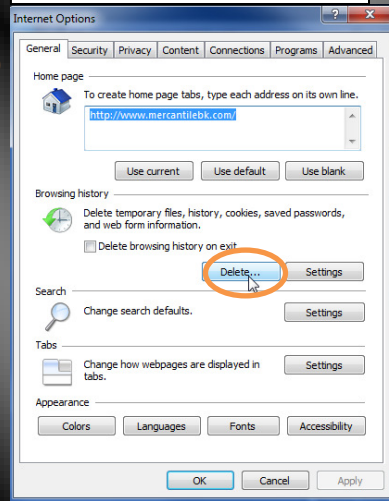 Internet Options
General Security Privacy Content Connections Programs Advanced
Home page
To create home page tabs, type each address on its own line.
http://www.mercantilebk.com/
Use current Use default Use blank
Browsing history
Delete temporary files, history, cookies, saved passwords,
and web form information.
Delete browsing history on exit
Delete... Settings
Search
Change search defaults. Settings
Tabs
Change how webpages are displayed in Settings
tabs.
Appearance
Colors Languages Fonts Accessibility
OK Cancel Apply